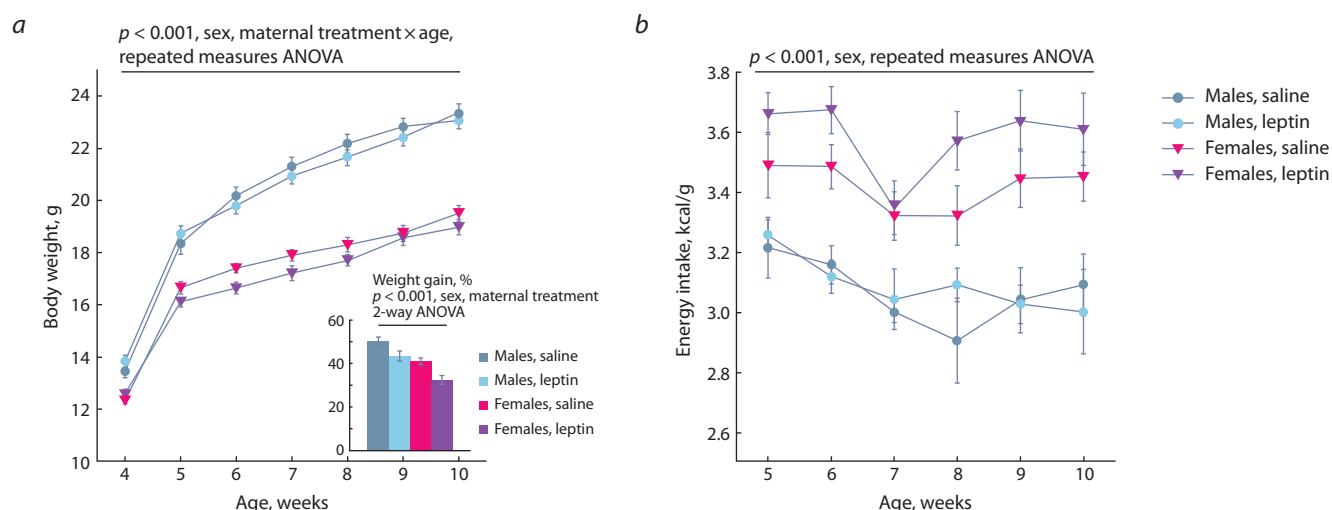 a
p < 0.001, sex, maternal treatment × age,
repeated measures ANOVA
Body weight, g
24
22
20
18
16
14
12
10
4 5 6 7 8 9 10
Age, weeks
Weight gain, %
p < 0.001, sex, maternal treatment
2-way ANOVA
60
40
20
0
Males, saline
Males, leptin
Females, saline
Females, leptin
b
p < 0.001, sex, repeated measures ANOVA
Energy intake, kcal/g
3.8
3.6
3.4
3.2
3.0
2.8
2.6
5 6 7 8 9 10
Age, weeks
Males, saline
Males, leptin
Females, saline
Females, leptin